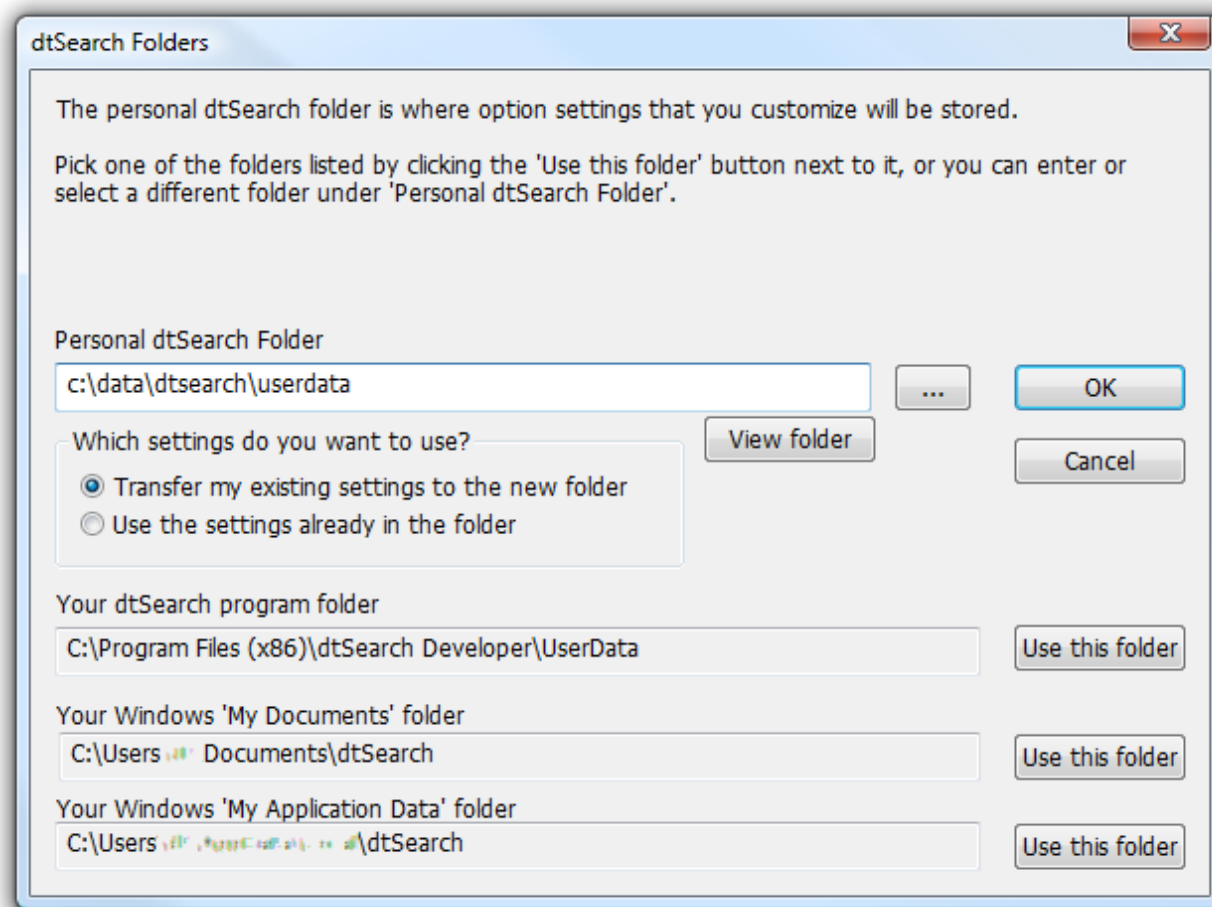 dtSearch Folders
The personal dtSearch folder is where option settings that you customize will be stored.
Pick one of the folders listed by clicking the 'Use this folder' button next to it, or you can enter or
select a different folder under 'Personal dtSearch Folder'.
Personal dtSearch Folder
c:\data\dtsearch\userdata
...
OK
Which settings do you want to use?
View folder
Cancel
Transfer my existing settings to the new folder
Use the settings already in the folder
Your dtSearch program folder
C:\Program Files (x86)\dtSearch Developer\UserData
Use this folder
Your Windows 'My Documents' folder
C:\Users Documents\dtSearch
Use this folder
Your Windows 'My Application Data' folder
C:\Users \dtSearch
Use this folder